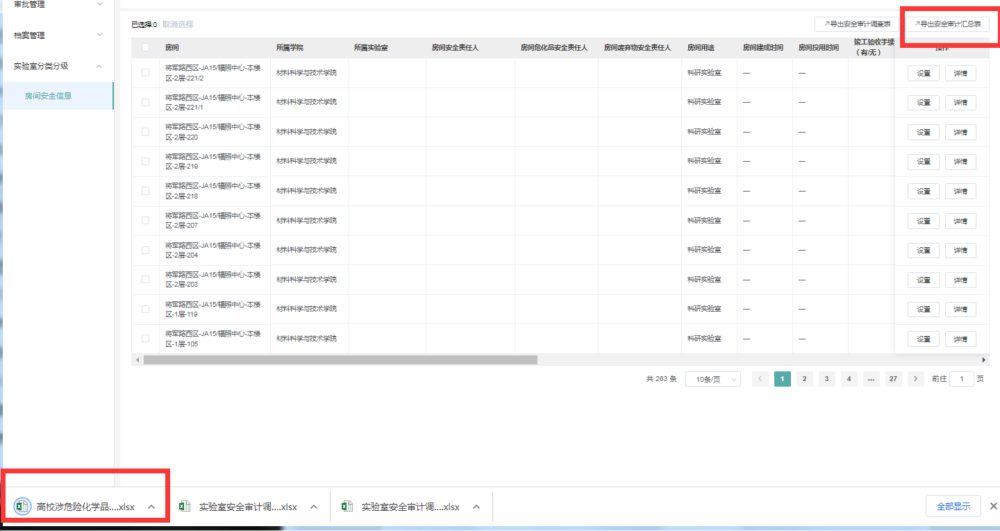 审批管理
档案管理
实验室分类分级
房间安全信息
已选择:0 取消选择
↗导出安全审计调查表
↗导出安全审计汇总表
房间 所属学院 所属实验室 房间安全责任人 房间危化品安全责任人 房间废弃物安全责任人 房间用途 房间建成时间 房间投用时间 竣工验收手续
（有/无） 操作
将军路西区-JA15/辐照中心-本楼
区-2层-221/2 材料科学与技术学院 科研实验室 — — 设置 详情
将军路西区-JA15/辐照中心-本楼
区-2层-221/1 材料科学与技术学院 科研实验室 — — 设置 详情
将军路西区-JA15/辐照中心-本楼
区-2层-220 材料科学与技术学院 科研实验室 — — 设置 详情
将军路西区-JA15/辐照中心-本楼
区-2层-219 材料科学与技术学院 科研实验室 — — 设置 详情
将军路西区-JA15/辐照中心-本楼
区-2层-218 材料科学与技术学院 科研实验室 — — 设置 详情
将军路西区-JA15/辐照中心-本楼
区-2层-207 材料科学与技术学院 科研实验室 — — 设置 详情
将军路西区-JA15/辐照中心-本楼
区-2层-204 材料科学与技术学院 科研实验室 — — 设置 详情
将军路西区-JA15/辐照中心-本楼
区-2层-203 材料科学与技术学院 科研实验室 — — 设置 详情
将军路西区-JA15/辐照中心-本楼
区-1层-119 材料科学与技术学院 科研实验室 — — 设置 详情
将军路西区-JA15/辐照中心-本楼
区-1层-105 材料科学与技术学院 科研实验室 — — 设置 详情
共 263 条 10条/页 1 2 3 4 ... 27 前往 1 页
高校涉危险化学品....xlsx 实验室安全审计调....xlsx 实验室安全审计调....xlsx 全部显示